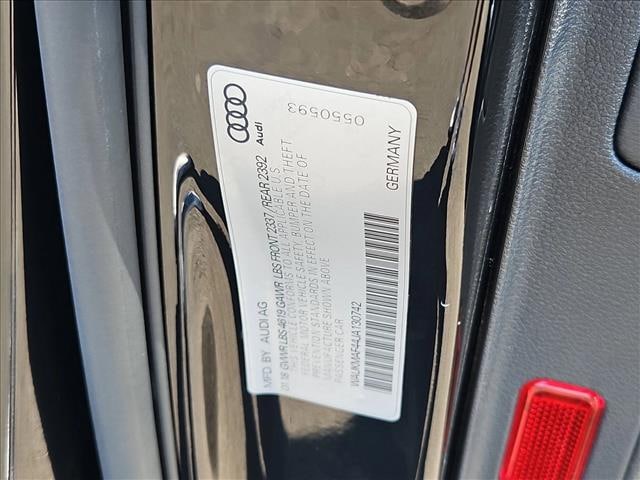 Audi
0550593
MFD. BY AUDI AG
01.18 GVWR LBS 4619 GAWR LBS FRONT 2337 / REAR 2392
THIS VEHICLE CONFORMS TO ALL APPLICABLE U.S.
FEDERAL MOTOR VEHICLE SAFETY, BUMPER AND THEFT
PREVENTION STANDARDS IN EFFECT ON THE DATE OF
MANUFACTURE SHOWN ABOVE
PASSENGER CAR
GERMANY
WAUKMAF44JA130742